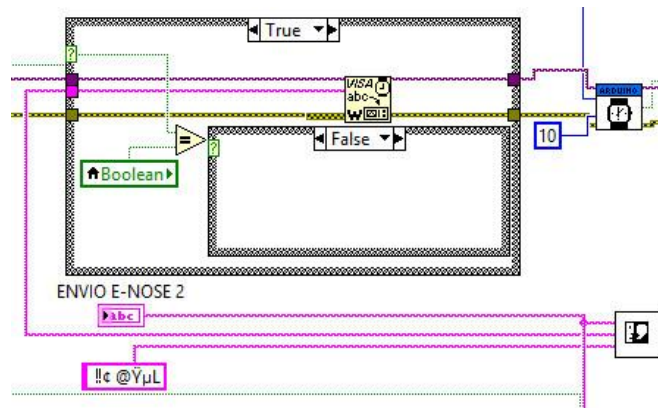 True
VISA
abc
W
ARDUINO
?
=
False
?
10
Boolean
ENVIO E-NOSE 2
abc
‼¢ @ŸµL